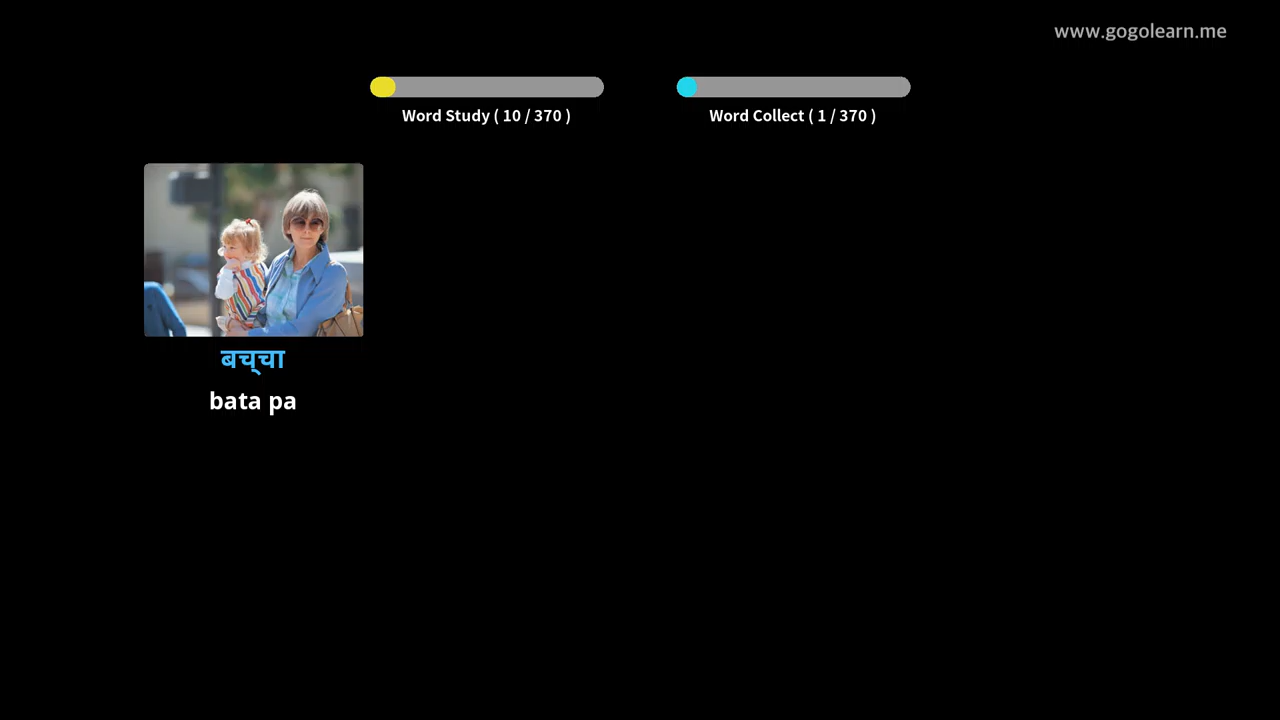 www.gogolearn.me
Word Study ( 10 / 370 )
Word Collect ( 1 / 370 )
बच्‌चा
bata pa